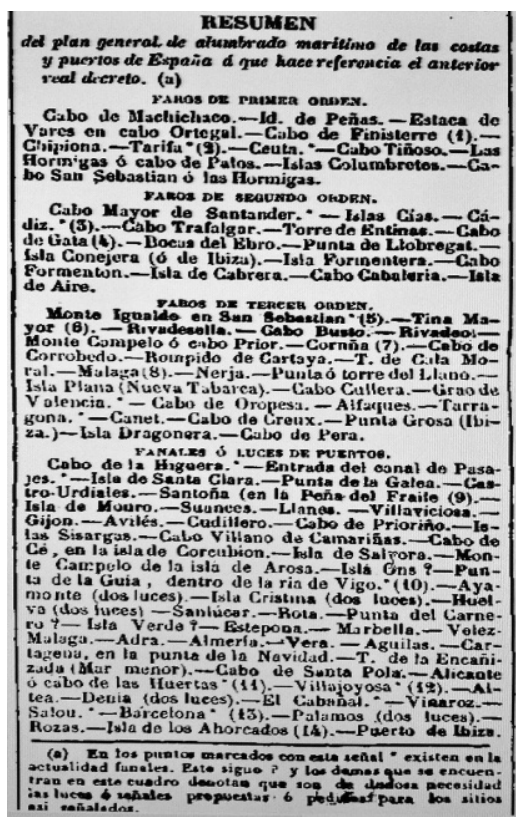 RESUMEN
del plan general de alumbrado maritimo de las costas
y puertos de España á que hace referencia el anterior
real decreto. (a)
FAROS DE PRIMER ORDEN.
Cabo de Machichaco.—Id. de Peñas.—Estaca de
Vares en cabo Ortegal.—Cabo de Finisterre (1).—
Chipiona.—Tarifa * (2).—Ceuta. *—Cabo Tiñoso.—Las
Hormigas ó cabo de Palos.—Islas Columbretes.—Ca-
bo San Sebastian ó las Hormigas.
FAROS DE SEGUNDO ORDEN.
Cabo Mayor de Santander. *—Islas Cias.—Cá-
diz. * (3).—Cabo Trafalgar.—Torre de Entinas.—Cabo
de Gata (4).—Bocas del Ebro.—Punta de Llobregat.—
Isla Conejera (ó de Ibiza).—Isla Formentera.—Cabo
Formenton.—Isla de Cabrera.—Cabo Cabaleria.—Isla
de Aire.
FAROS DE TERCER ORDEN.
Monte Igualdo en San Sebastian * (5).—Tina Ma-
yor (6).—Rivadesella.—Cabo Busto.—Rivadeo.—
Monte Campelo ó cabo Prior.—Coruña (7).—Cabo de
Corrobedo.—Rompido de Cartaya.—T. de Cala Mo-
ral.—Malaga (8).—Nerja.—Punta ó torre del Llano.—
Isla Plana (Nueva Tabarca).—Cabo Cullera.—Grao de
Valencia. *—Cabo de Oropesa.—Alfaques.—Tarra-
gona. *—Canet.—Cabo de Creux.—Punta Grosa (Ibi-
za.)—Isla Dragonera.—Cabo de Pera.
FANALES Ó LUCES DE PUERTOS.
Cabo de la Higuera. *—Entrada del canal de Pasa-
jes. *—Isla de Santa Clara.—Punta de la Galea.—Cas-
tro-Urdiales.—Santoña (en la Peña del Fraile (9).—
Isla de Mouro.—Suances.—Llanes.—Villaviciosa.—
Gijon.—Avilés.—Cudillero.—Cabo de Prioriño.—Is-
las Sisargas.—Cabo Villano de Camariñas.—Cabo de
Cé, en la isla de Corcubion.—Isla de Salvora.—Mon-
te Campelo de la isla de Arosa.—Isla Ons ?—Pun-
ta de la Guia, dentro de la ria de Vigo. * (10).—Aya-
monte (dos luces).—Isla Cristina (dos luces).—Huel-
va (dos luces)—Sanlúcar.—Rota.—Punta del Carne-
ro ?—Isla Verde ?—Estepona.—Marbella.—Velez-
Malaga.—Adra.—Almería.—Vera.—Aguilas.—Car-
tagena, en la punta de la Navidad.—T. de la Encañi-
zada (Mar menor).—Cabo de Santa Pola.—Alicante
ó cabo de las Huertas * (11).—Villajoyosa * (12).—Al-
tea.—Denia (dos luces).—El Cabañal. *—Vinaroz.—
Salou. *—Barcelona * (13).—Palamos (dos luces).—
Rozas.—Isla de los Ahorcados (14).—Puerto de Ibiza.
(a) En los puntos marcados con esta señal * existen en la
actualidad fanales. Este signo ? y los demas que se encuen-
tran en este cuadro denotan que son de dudosa necesidad
las luces ó señales propuestas ó pedidas para los sitios
asi señalados.